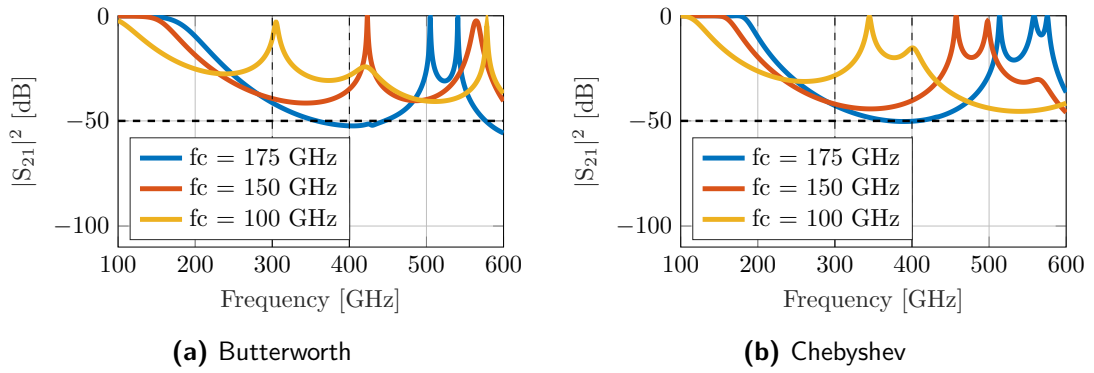 |S21|² [dB]
0
−50
−100
fc = 175 GHz
fc = 150 GHz
fc = 100 GHz
100 200 300 400 500 600
Frequency [GHz]
(a) Butterworth
|S21|² [dB]
0
−50
−100
fc = 175 GHz
fc = 150 GHz
fc = 100 GHz
100 200 300 400 500 600
Frequency [GHz]
(b) Chebyshev